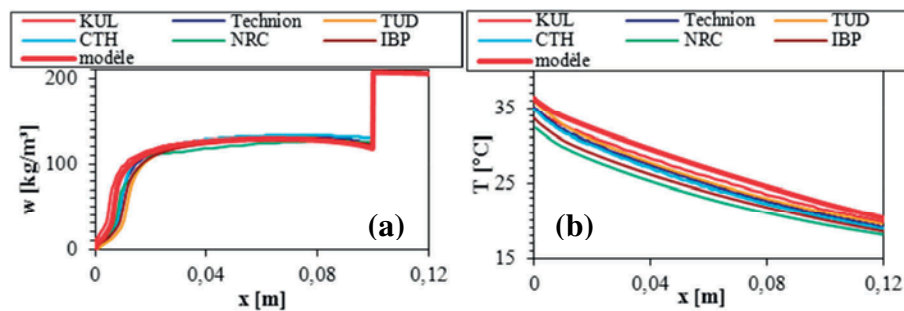 KUL Technion TUD
CTH NRC IBP
modèle
200
100
0
w [kg/m³]
0 0,04 0,08 0,12
x [m]
(a)
KUL Technion TUD
CTH NRC IBP
modèle
35
25
15
T [°C]
0 0,04 0,08 0,12
x [m]
(b)